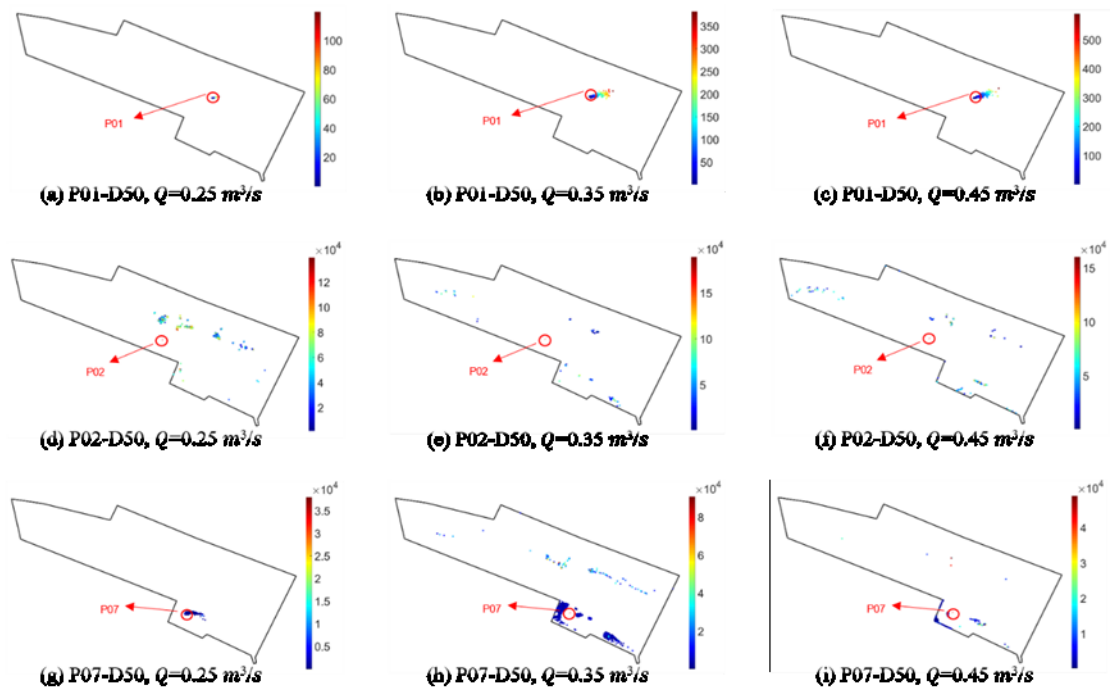 100
80
60
40
20
P01
(a) P01-D50, Q=0.25 m³/s
350
300
250
200
150
100
50
P01
(b) P01-D50, Q=0.35 m³/s
500
400
300
200
100
P01
(c) P01-D50, Q=0.45 m³/s
×10⁴
12
10
8
6
4
2
P02
(d) P02-D50, Q=0.25 m³/s
×10⁴
15
10
5
P02
(e) P02-D50, Q=0.35 m³/s
×10⁴
15
10
5
P02
(f) P02-D50, Q=0.45 m³/s
×10⁴
3.5
3
2.5
2
1.5
1
0.5
P07
(g) P07-D50, Q=0.25 m³/s
×10⁴
8
6
4
2
P07
(h) P07-D50, Q=0.35 m³/s
×10⁴
4
3
2
1
P07
(i) P07-D50, Q=0.45 m³/s